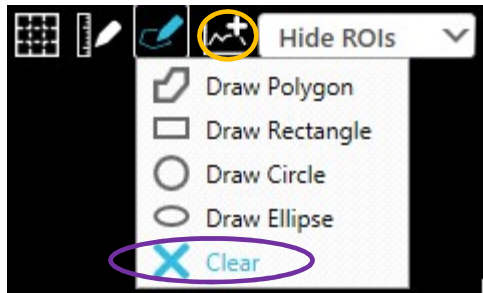 Hide ROIs
Draw Polygon
Draw Rectangle
Draw Circle
Draw Ellipse
Clear